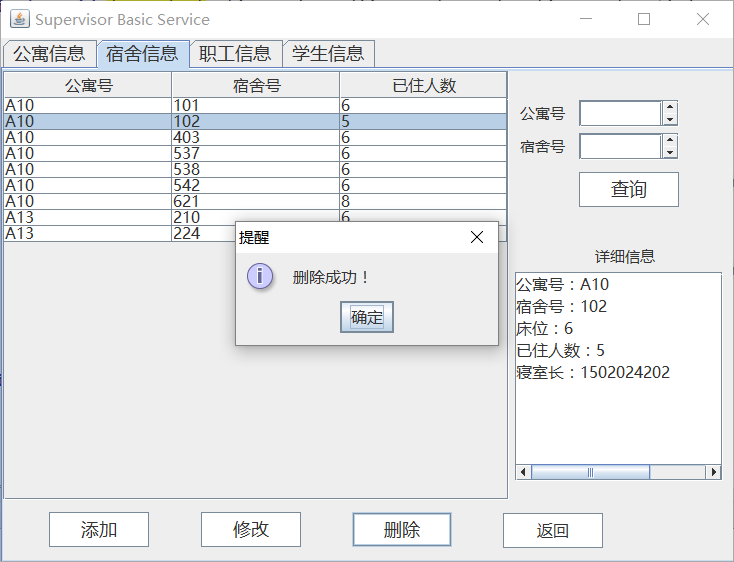 Supervisor Basic Service
公寓信息 宿舍信息 职工信息 学生信息
公寓号 宿舍号 已住人数
A10 101 6
A10 102 5
A10 403 6
A10 537 6
A10 538 6
A10 542 6
A10 621 8
A13 210 6
A13 224
公寓号
宿舍号
查询
提醒
删除成功！
确定
详细信息
公寓号：A10
宿舍号：102
床位：6
已住人数：5
寝室长：1502024202
添加 修改 删除 返回